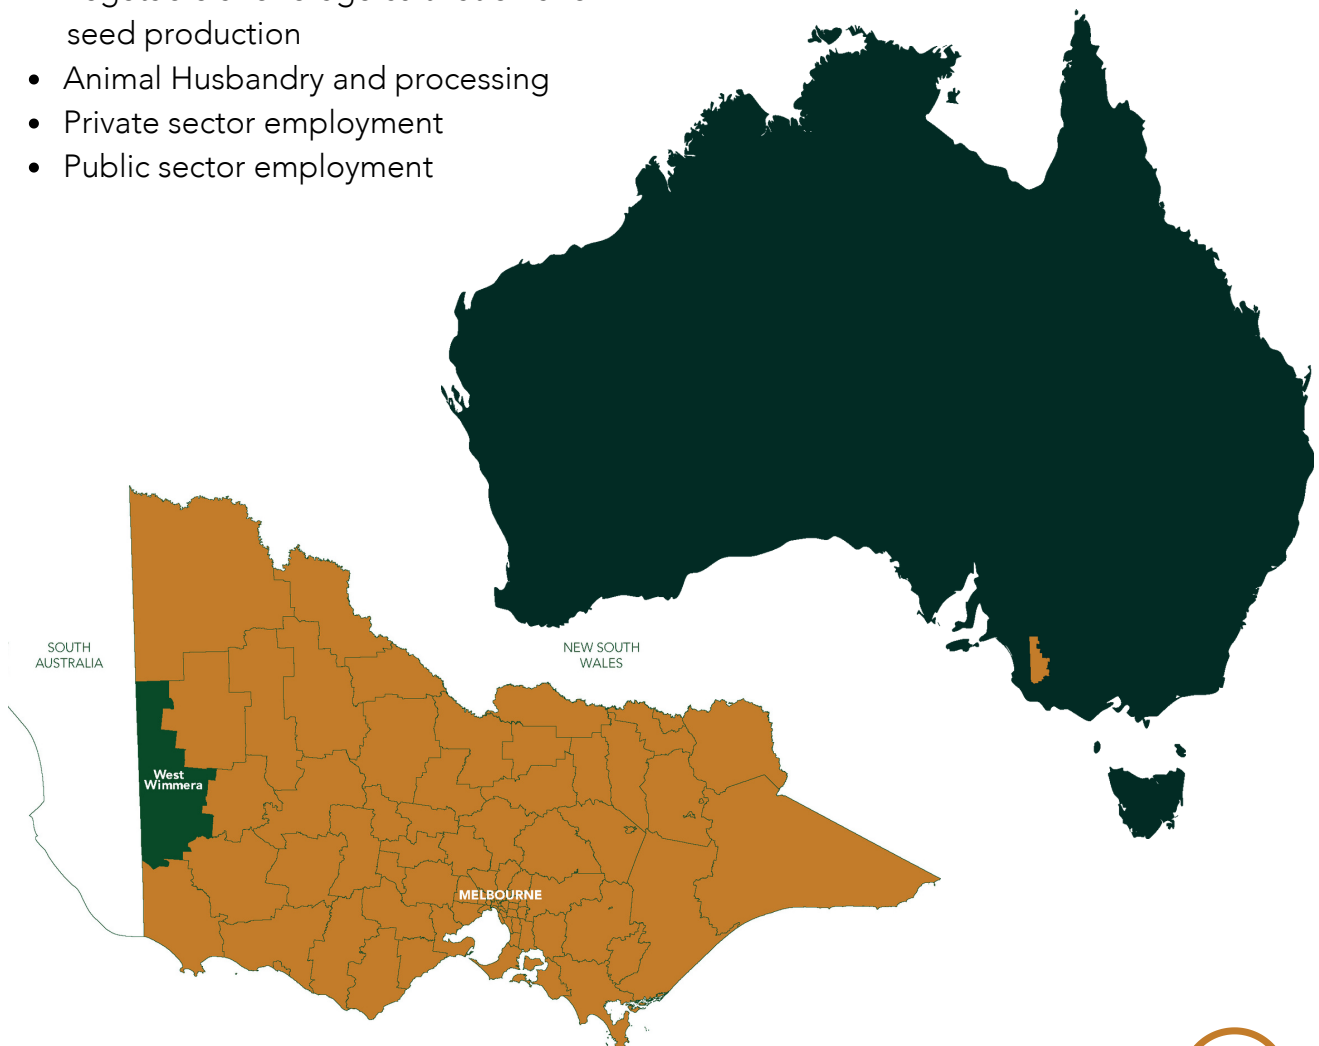 seed production
• Animal Husbandry and processing
• Private sector employment
• Public sector employment
SOUTH
AUSTRALIA
NEW SOUTH
WALES
West
Wimmera
MELBOURNE